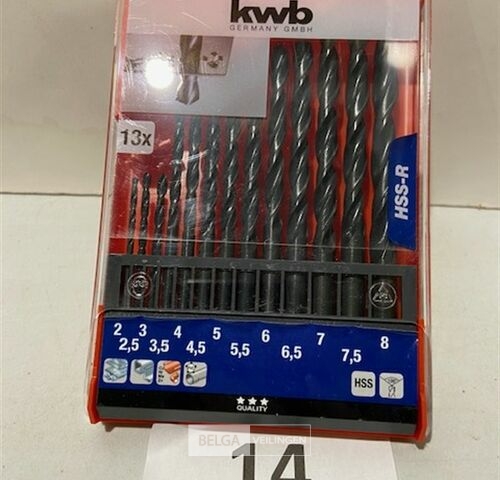 kwb
GERMANY GMBH
13x
HSS-R
2 3 4 5 6 7 8
2,5 3,5 4,5 5,5 6,5 7,5
HSS
QUALITY
BELGA VEILINGEN
14